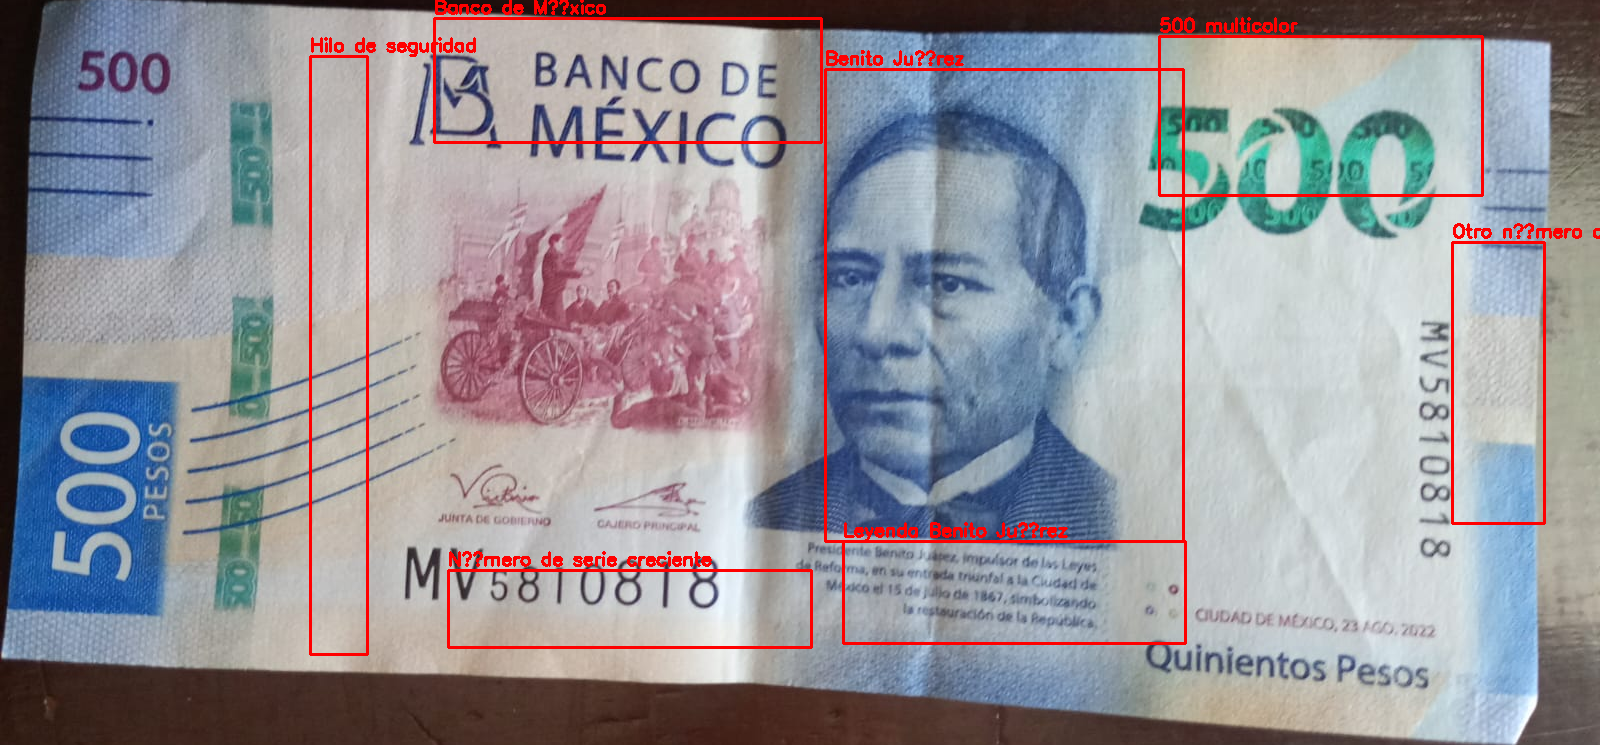 Banco de M??xico
500 multicolor
Hilo de seguridad
Benito Ju??rez
500
BANCO DE
MÉXICO
500
Otro n??mero
MV5810818
500
PESOS
JUNTA DE GOBIERNO
CAJERO PRINCIPAL
N??mero de serie creciente
MV5810818
Leyenda Benito Ju??rez
Presidente Benito Juárez, impulsor de las Leyes
de Reforma, en su entrada triunfal a la Ciudad de
México el 15 de julio de 1867, simbolizando
la restauración de la República.
CIUDAD DE MÉXICO, 23 AGO. 2022
Quinientos Pesos